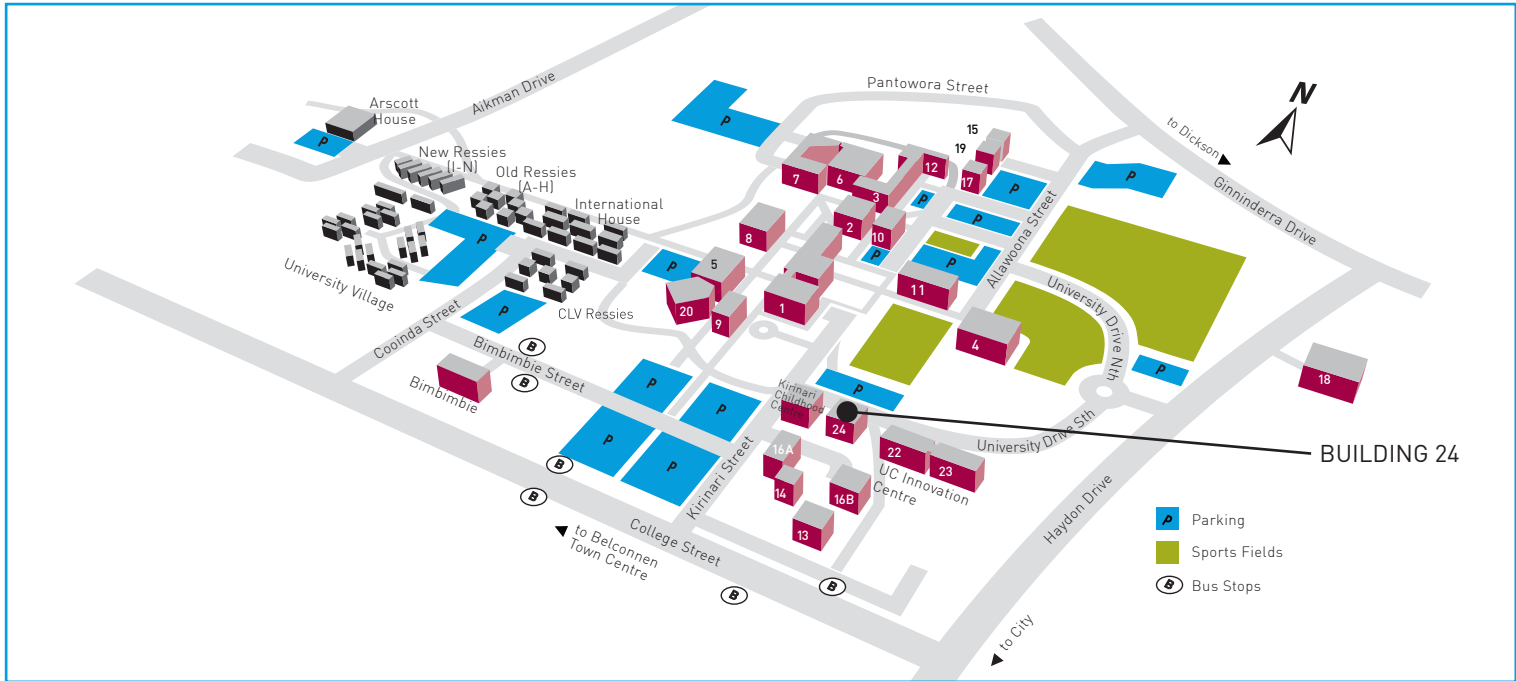 Pantowora Street
Aikman Drive
N
Arscott
House
P
to Dickson
15
19
New Ressies
(I-N)
Old Ressies
(A-H)
International
House
P
7
6
12
3
17
P
P
P
Ginninderra Drive
P
2
10
8
P
P
Allawoona Street
P
University Village
5
P
20
9
1
11
4
University Drive Nth
P
CLV Ressies
Cooinda Street
B
Bimbimbie Street
B
Bimbimbie
P
P
P
P
B
B
Kirinari
Childhood
Centre
P
24
18
University Drive Sth
BUILDING 24
22
23
UC Innovation
Centre
16A
14
16B
13
Kirinari Street
College Street
to Belconnen
Town Centre
Haydon Drive
B
B
to City
P Parking
Sports Fields
B Bus Stops